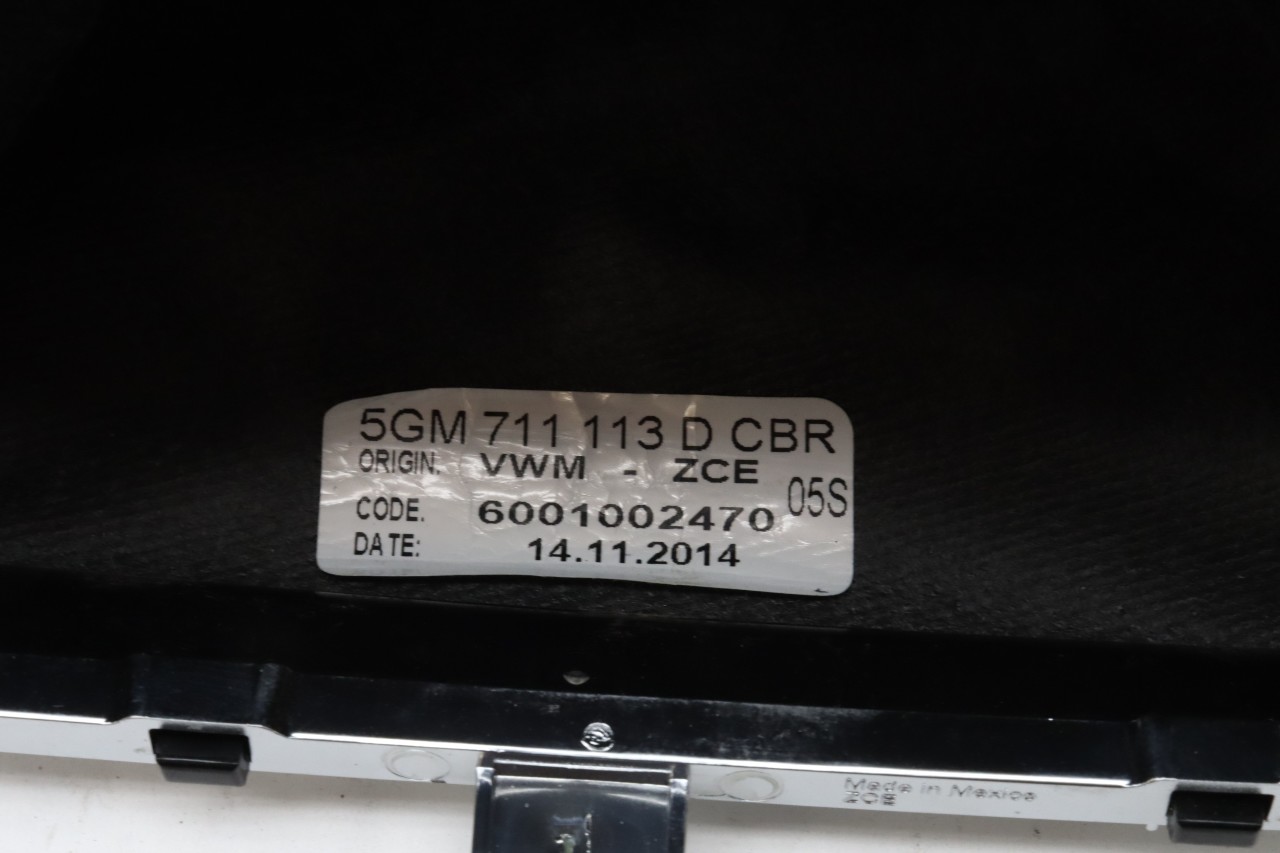 5GM 711 113 D CBR
ORIGIN. VWM - ZCE
05S
CODE. 6001002470
DATE: 14.11.2014
Made in Mexico